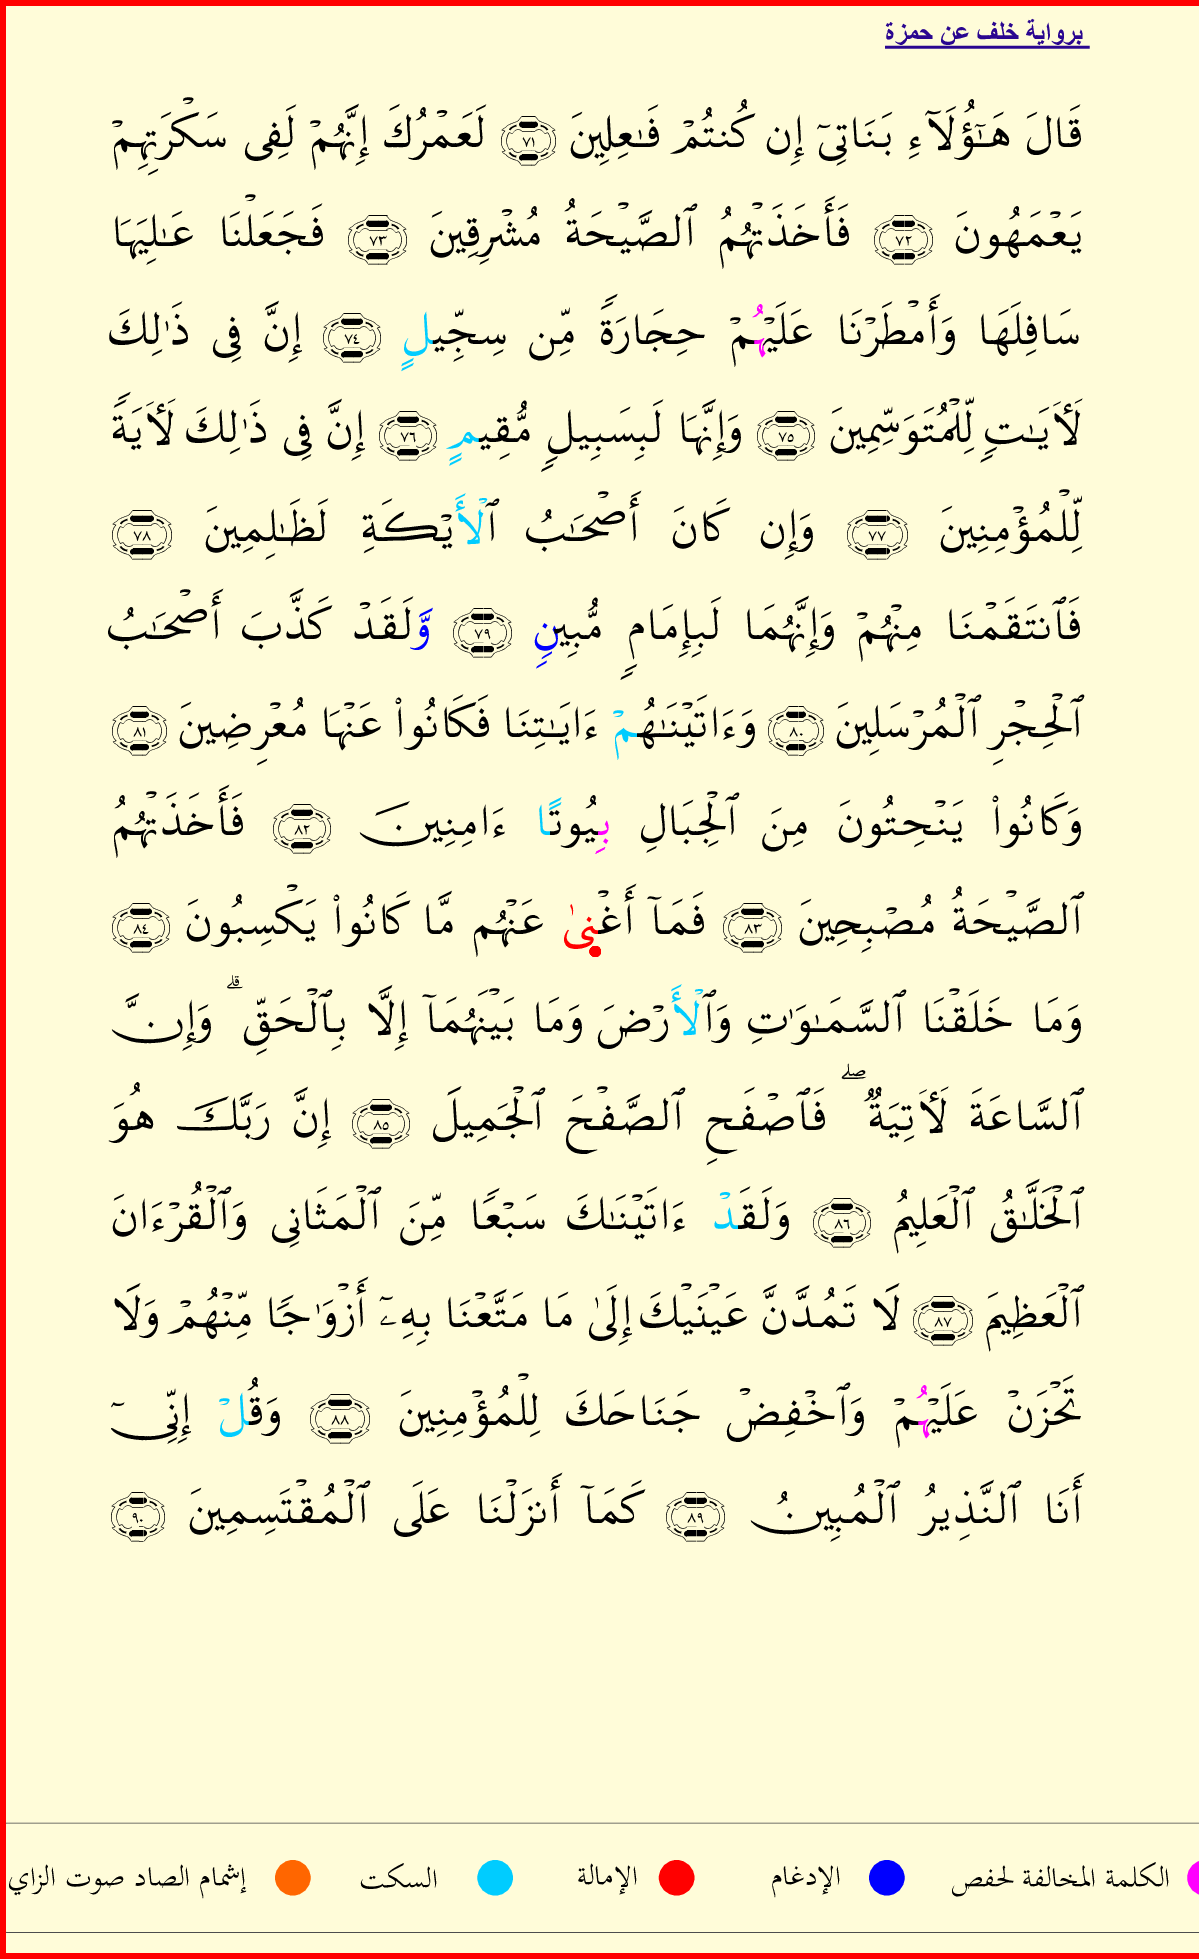 برواية خلف عن حمزة
قَالَ هَـٰٓؤُلَآءِ بَنَاتِىٓ إِن كُنتُمْ فَـٰعِلِينَ ٧١ لَعَمْرُكَ إِنَّهُمْ لَفِى سَكْرَتِهِمْ
يَعْمَهُونَ ٧٢ فَأَخَذَتْهُمُ ٱلصَّيْحَةُ مُشْرِقِينَ ٧٣ فَجَعَلْنَا عَـٰلِيَهَا
سَافِلَهَا وَأَمْطَرْنَا عَلَيْهُمْ حِجَارَةً مِّن سِجِّيلٍ ٧٤ إِنَّ فِى ذَٰلِكَ
لَأَيَـٰتٍ لِّلْمُتَوَسِّمِينَ ٧٥ وَإِنَّهَا لَبِسَبِيلٍ مُّقِيمٍ ٧٦ إِنَّ فِى ذَٰلِكَ لَأَيَةً
لِّلْمُؤْمِنِينَ ٧٧ وَإِن كَانَ أَصْحَـٰبُ ٱلْأَيْكَةِ لَظَـٰلِمِينَ ٧٨
فَٱنتَقَمْنَا مِنْهُمْ وَإِنَّهُمَا لَبِإِمَامٍ مُّبِينٍ ٧٩ وَّلَقَدْ كَذَّبَ أَصْحَـٰبُ
ٱلْحِجْرِ ٱلْمُرْسَلِينَ ٨٠ وَءَاتَيْنَـٰهُمْ ءَايَـٰتِنَا فَكَانُوا۟ عَنْهَا مُعْرِضِينَ ٨١
وَكَانُوا۟ يَنْحِتُونَ مِنَ ٱلْجِبَالِ بِيُوتًا ءَامِنِينَ ٨٢ فَأَخَذَتْهُمُ
ٱلصَّيْحَةُ مُصْبِحِينَ ٨٣ فَمَآ أَغْنِىٰ عَنْهُم مَّا كَانُوا۟ يَكْسِبُونَ ٨٤
وَمَا خَلَقْنَا ٱلسَّمَـٰوَٰتِ وَٱلْأَرْضَ وَمَا بَيْنَهُمَآ إِلَّا بِٱلْحَقِّ ۗ وَإِنَّ
ٱلسَّاعَةَ لَأَتِيَةٌ ۖ فَٱصْفَحِ ٱلصَّفْحَ ٱلْجَمِيلَ ٨٥ إِنَّ رَبَّكَ هُوَ
ٱلْخَلَّـٰقُ ٱلْعَلِيمُ ٨٦ وَلَقَدْ ءَاتَيْنَـٰكَ سَبْعًا مِّنَ ٱلْمَثَانِى وَٱلْقُرْءَانَ
ٱلْعَظِيمَ ٨٧ لَا تَمُدَّنَّ عَيْنَيْكَ إِلَىٰ مَا مَتَّعْنَا بِهِۦٓ أَزْوَٰجًا مِّنْهُمْ وَلَا
تَحْزَنْ عَلَيْهُمْ وَٱخْفِضْ جَنَاحَكَ لِلْمُؤْمِنِينَ ٨٨ وَقُلْ إِنِّىٓ
أَنَا ٱلنَّذِيرُ ٱلْمُبِينُ ٨٩ كَمَآ أَنزَلْنَا عَلَى ٱلْمُقْتَسِمِينَ ٩٠
الكلمة المخالفة لحفص الإدغام الإمالة السكت إشمام الصاد صوت الزاي